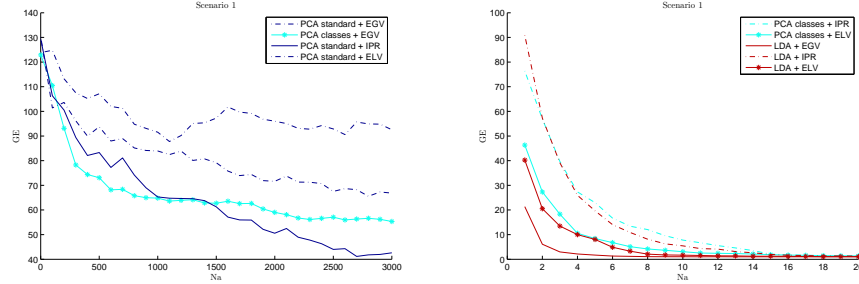 Scenario 1
140
130
120
110
100
90
80
70
60
50
40
GE
0
500
1000
1500
2000
2500
3000
Na
PCA standard + EGV
PCA classes + EGV
PCA standard + IPR
PCA standard + ELV
Scenario 1
100
90
80
70
60
50
40
30
20
10
0
GE
0
2
4
6
8
10
12
14
16
18
20
Na
PCA classes + IPR
PCA classes + ELV
LDA + EGV
LDA + IPR
LDA + ELV